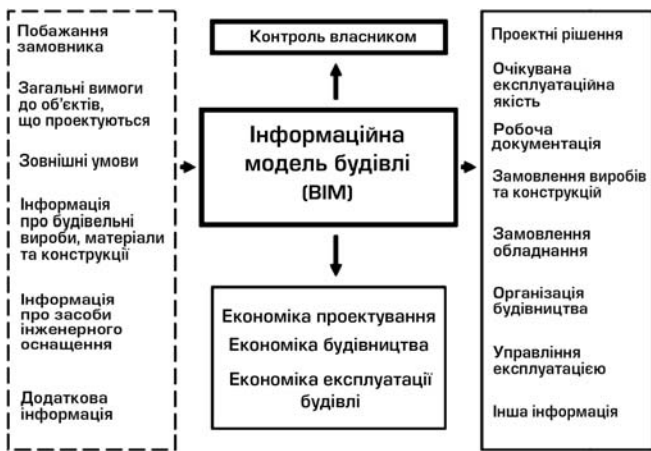 Побажання
замовника
Загальні вимоги
до об’єктів,
що проектуються
Зовнішні умови
Інформація
про будівельні
вироби, матеріали
та конструкції
Інформація
про засоби
інженерного
оснащення
Додаткова
інформація
Контроль власником
Інформаційна
модель будівлі
(BIM)
Економіка проектування
Економіка будівництва
Економіка експлуатації
будівлі
Проектні рішення
Очікувана
експлуатаційна
якість
Робоча
документація
Замовлення виробів
та конструкцій
Замовлення
обладнання
Організація
будівництва
Управління
експлуатацією
Інша інформація